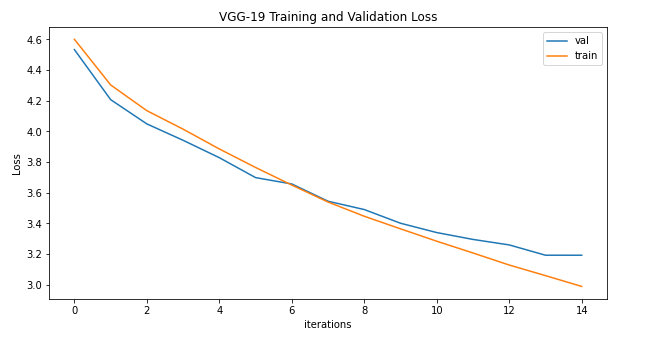 VGG-19 Training and Validation Loss
val
train
4.6
4.4
4.2
4.0
3.8
3.6
3.4
3.2
3.0
Loss
0 2 4 6 8 10 12 14
iterations